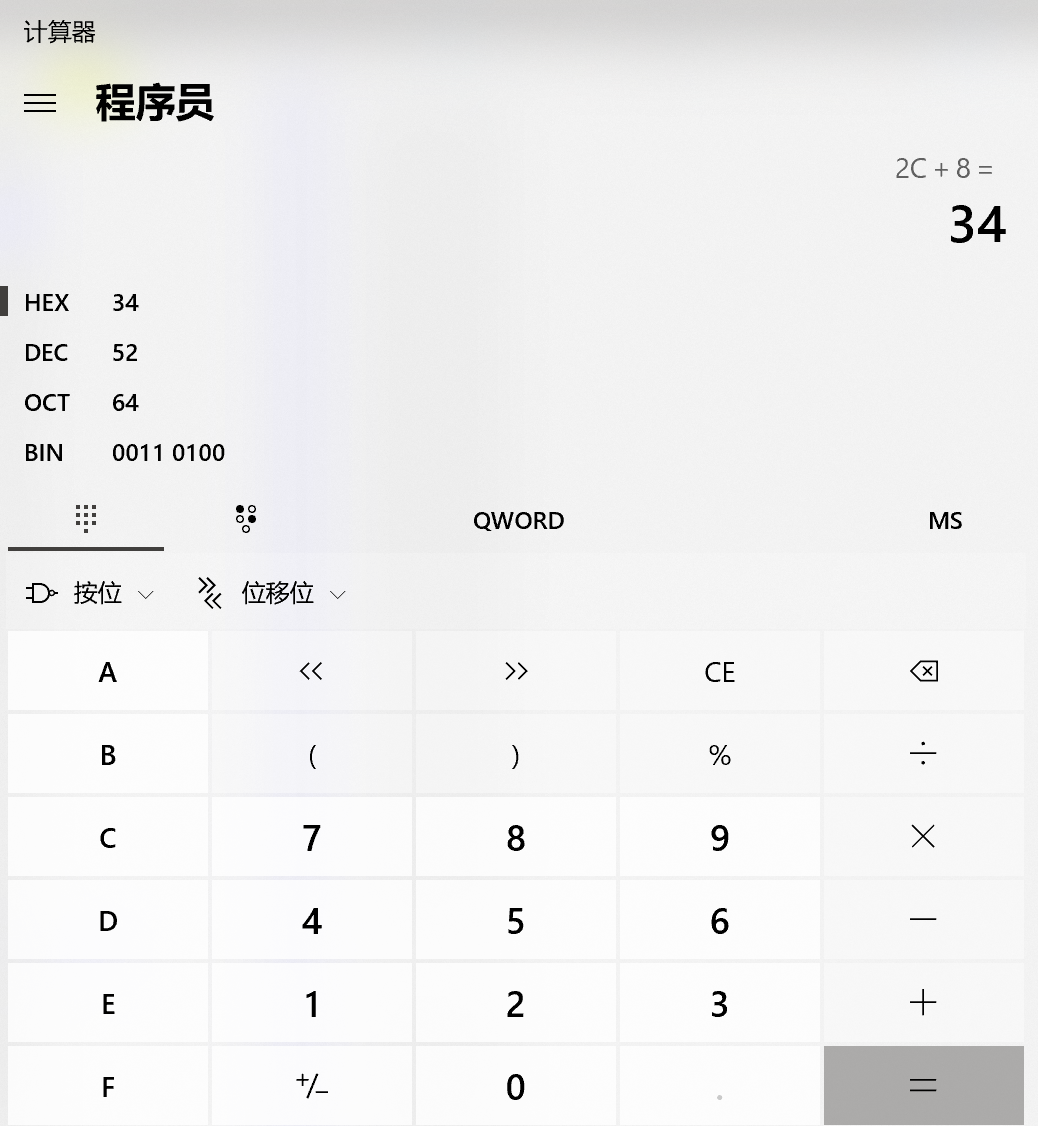 计算器
程序员
2C + 8 =
34
HEX 34
DEC 52
OCT 64
BIN 0011 0100
QWORD MS
按位 位移位
A << >> CE
B ( ) % ÷
C 7 8 9 ×
D 4 5 6 −
E 1 2 3 +
F +/− 0 . =